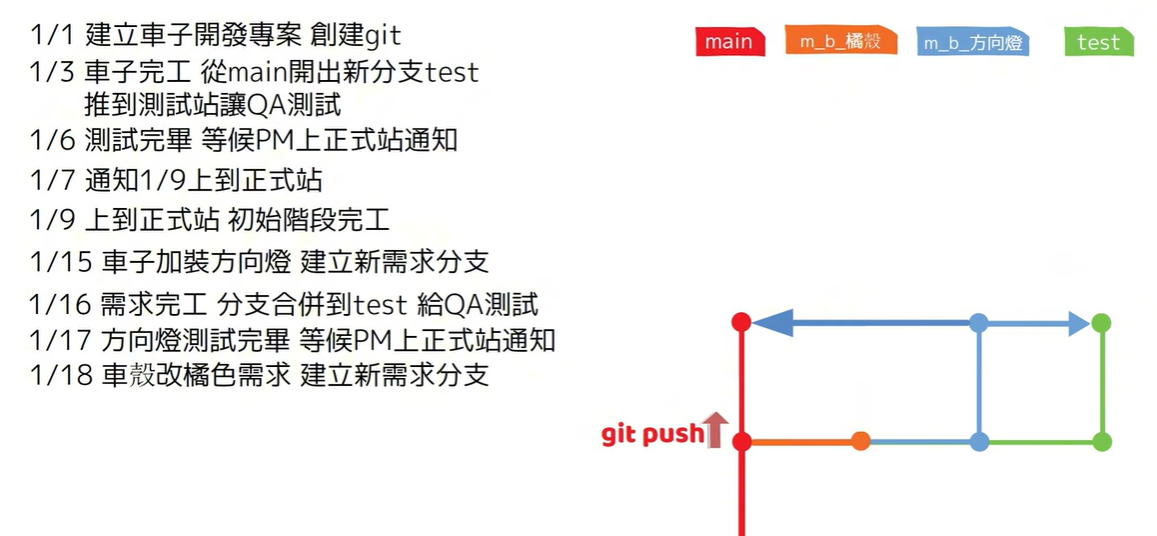 1/1 建立車子開發專案 創建git
1/3 車子完工 從main開出新分支test
推到測試站讓QA測試
1/6 測試完畢 等候PM上正式站通知
1/7 通知1/9上到正式站
1/9 上到正式站 初始階段完工
1/15 車子加裝方向燈 建立新需求分支
1/16 需求完工 分支合併到test 給QA測試
1/17 方向燈測試完畢 等候PM上正式站通知
1/18 車殼改橘色需求 建立新需求分支
main
m_b_橘殼
m_b_方向燈
test
git push